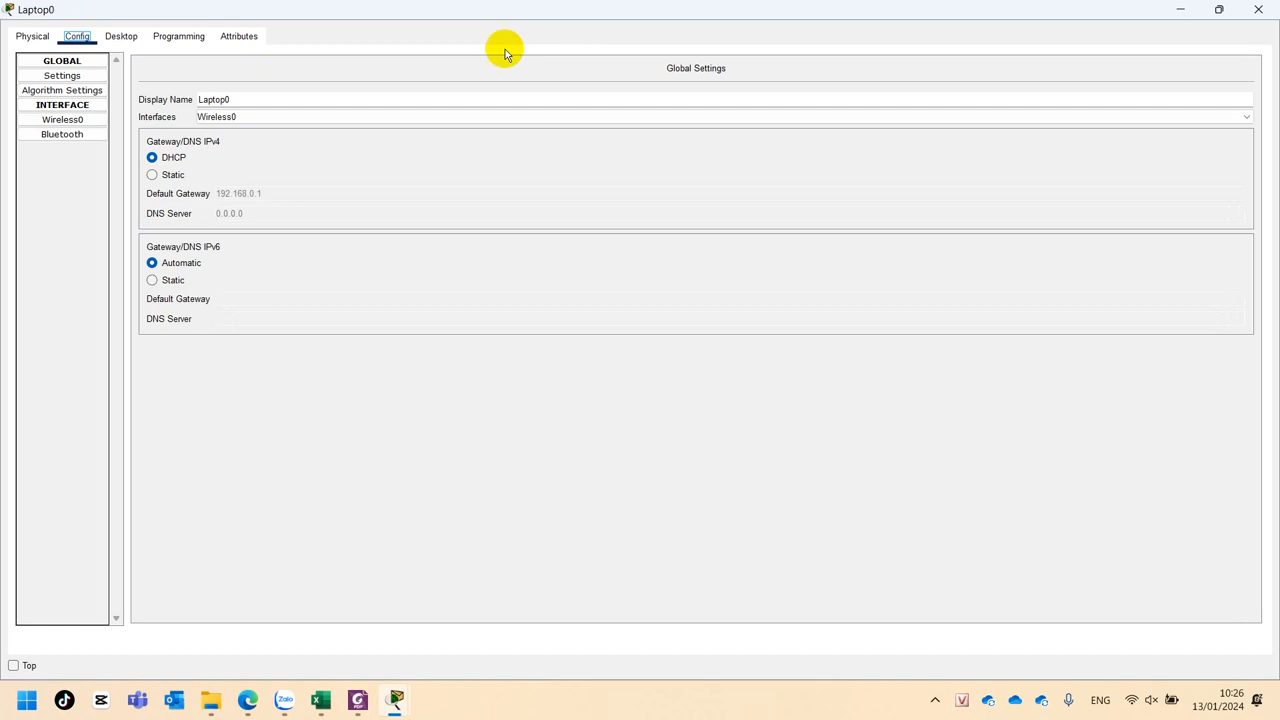 Laptop0
Physical Config Desktop Programming Attributes
GLOBAL
Settings
Algorithm Settings
INTERFACE
Wireless0
Bluetooth
Global Settings
Display Name Laptop0
Interfaces Wireless0
Gateway/DNS IPv4
DHCP
Static
Default Gateway 192.168.0.1
DNS Server 0.0.0.0
Gateway/DNS IPv6
Automatic
Static
Default Gateway
DNS Server
Top
Zalo
PDF
V
ENG
10:26
13/01/2024